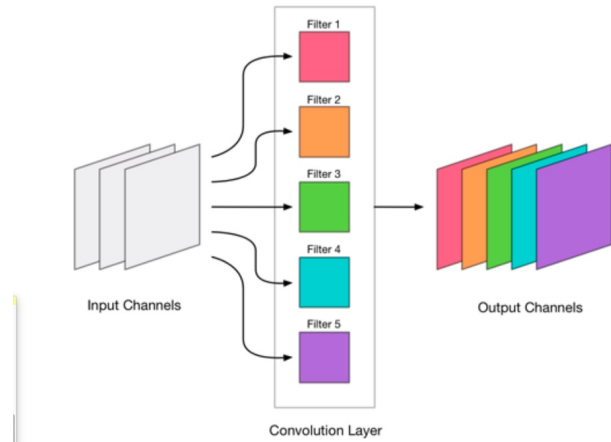 Filter 1
Filter 2
Filter 3
Filter 4
Filter 5
Input Channels
Output Channels
Convolution Layer